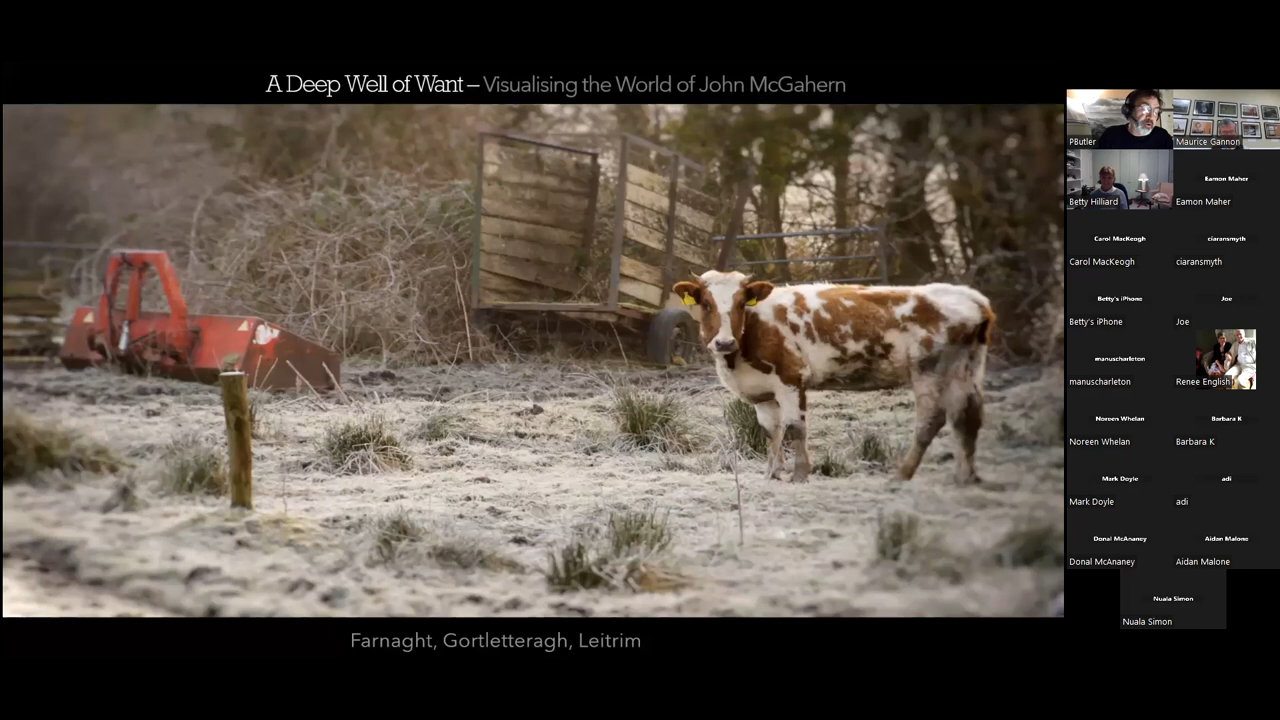 A Deep Well of Want – Visualising the World of John McGahern
Farnaght, Gortletteragh, Leitrim
PButler
Maurice Gannon
Betty Hilliard
Eamon Maher
Eamon Maher
Carol MacKeogh
Carol MacKeogh
ciaransmyth
ciaransmyth
Betty's iPhone
Betty's iPhone
Joe
Joe
manuscharleton
manuscharleton
Renee English
Noreen Whelan
Noreen Whelan
Barbara K
Barbara K
Mark Doyle
Mark Doyle
adi
adi
Donal McAnaney
Donal McAnaney
Aidan Malone
Aidan Malone
Nuala Simon
Nuala Simon